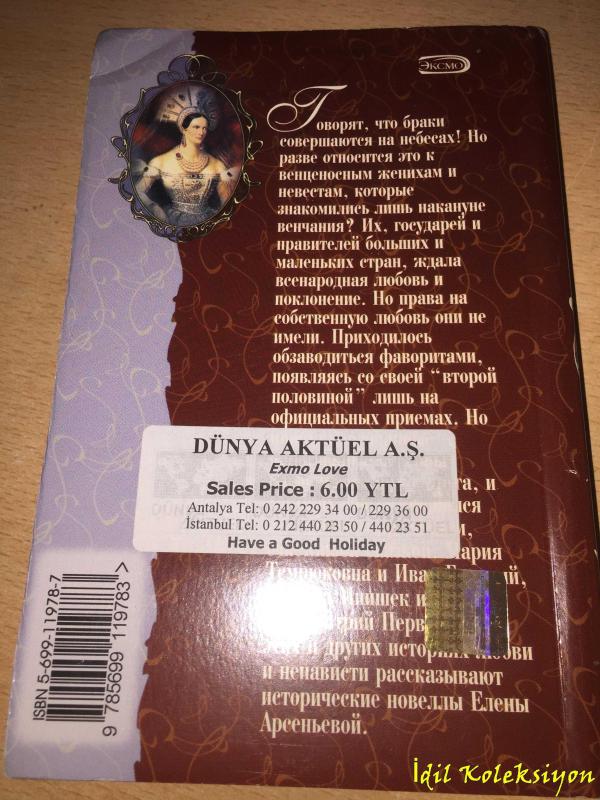 ЭКСМО
Говорят, что браки
совершаются на небесах! Но
разве относится это к
венценосным женихам и
невестам, которые
знакомились лишь накануне
венчания? Их, государей и
правителей больших и
маленьких стран, ждала
всенародная любовь и
поклонение. Но права на
собственную любовь они не
имели. Приходилось
обзаводиться фаворитами,
появляясь со своей “второй
половиной” лишь на
официальных приемах. Но
DÜNYA AKTÜEL A.Ş.
Exmo Love
Sales Price : 6.00 YTL
Antalya Tel: 0 242 229 34 00 / 229 36 00
İstanbul Tel: 0 212 440 23 50 / 440 23 51
Have a Good Holiday
и
и других историях любви
и ненависти рассказывают
исторические новеллы Елены
Арсеньевой.
ISBN 5-699-11978-7
9 785699 119783 >
İdil Koleksiyon